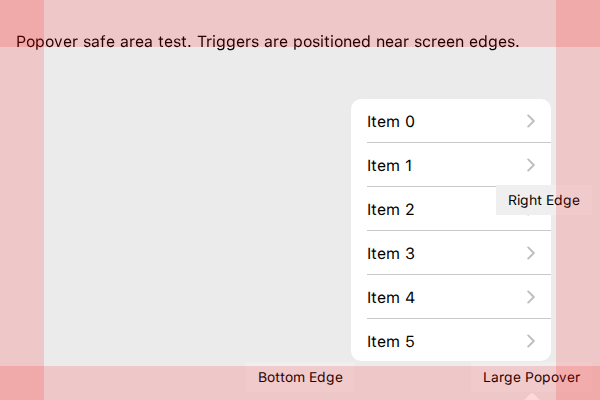 Popover safe area test. Triggers are positioned near screen edges.
Item 0
Item 1
Right Edge
Item 2
Item 3
Item 4
Item 5
Bottom Edge
Large Popover